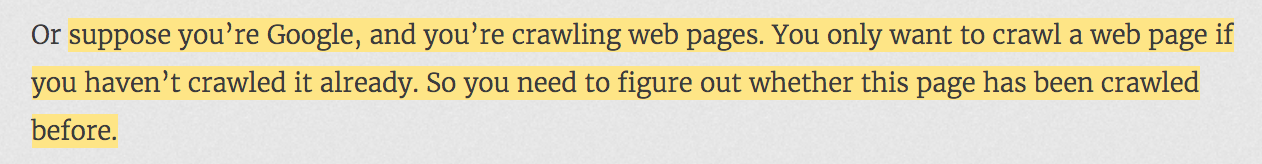 Or suppose you’re Google, and you’re crawling web pages. You only want to crawl a web page if
you haven’t crawled it already. So you need to figure out whether this page has been crawled
before.